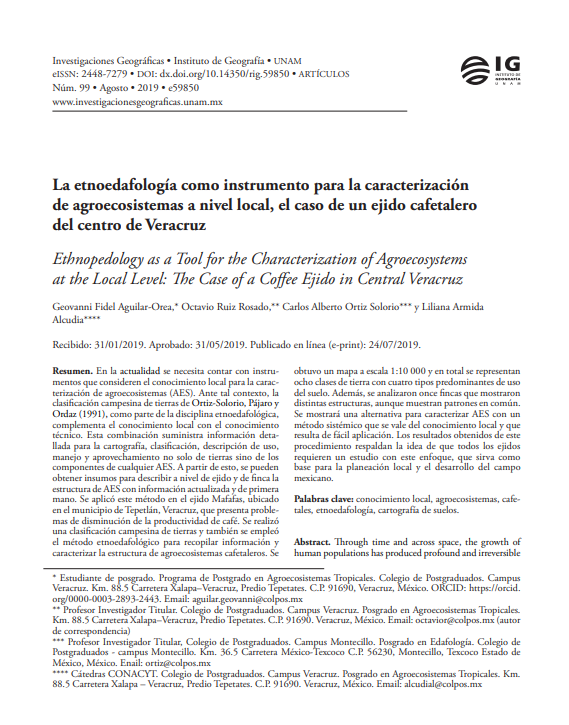 Investigaciones Geográficas • Instituto de Geografía • UNAM
eISSN: 2448-7279 • DOI: dx.doi.org/10.14350/rig.59850 • ARTÍCULOS
Núm. 99 • Agosto • 2019 • e59850
www.investigacionesgeograficas.unam.mx
IG
INSTITUTO DE
GEOGRAFÍA
UNAM
La etnoedafología como instrumento para la caracterización
de agroecosistemas a nivel local, el caso de un ejido cafetalero
del centro de Veracruz
Ethnopedology as a Tool for the Characterization of Agroecosystems
at the Local Level: The Case of a Coffee Ejido in Central Veracruz
Geovanni Fidel Aguilar-Orea,* Octavio Ruiz Rosado,** Carlos Alberto Ortiz Solorio*** y Liliana Armida
Alcudia****
Recibido: 31/01/2019. Aprobado: 31/05/2019. Publicado en línea (e-print): 24/07/2019.
Resumen. En la actualidad se necesita contar con instru-
mentos que consideren el conocimiento local para la carac-
terización de agroecosistemas (AES). Ante tal contexto, la
clasificación campesina de tierras de Ortiz-Solorio, Pájaro y
Ordaz (1991), como parte de la disciplina etnoedafológica,
complementa el conocimiento local con el conocimiento
técnico. Esta combinación suministra información deta-
llada para la cartografía, clasificación, descripción de uso,
manejo y aprovechamiento no solo de tierras sino de los
componentes de cualquier AES. A partir de esto, se pueden
obtener insumos para describir a nivel de ejido y de finca la
estructura de AES con información actualizada y de primera
mano. Se aplicó este método en el ejido Mafafas, ubicado
en el municipio de Tepetlán, Veracruz, que presenta proble-
mas de disminución de la productividad de café. Se realizó
una clasificación campesina de tierras y también se empleó
el método etnoedafológico para recopilar información y
caracterizar la estructura de agroecosistemas cafetaleros. Se
obtuvo un mapa a escala 1:10 000 y en total se representan
ocho clases de tierra con cuatro tipos predominantes de uso
del suelo. Además, se analizaron once fincas que mostraron
distintas estructuras, aunque muestran patrones en común.
Se mostrará una alternativa para caracterizar AES con un
método sistémico que se vale del conocimiento local y que
resulta de fácil aplicación. Los resultados obtenidos de este
procedimiento respaldan la idea de que todos los ejidos
requieren un estudio con este enfoque, que sirva como
base para la planeación local y el desarrollo del campo
mexicano.
Palabras clave: conocimiento local, agroecosistemas, cafe-
tales, etnoedafología, cartografía de suelos.
Abstract. Through time and across space, the growth of
human populations has produced profound and irreversible
* Estudiante de posgrado. Programa de Postgrado en Agroecosistemas Tropicales. Colegio de Postgraduados. Campus
Veracruz. Km. 88.5 Carretera Xalapa–Veracruz, Predio Tepetates. C.P. 91690, Veracruz, México. ORCID: https://orcid.
org/0000-0003-2893-2443. Email: aguilar.geovanni@colpos.mx
** Profesor Investigador Titular. Colegio de Postgraduados. Campus Veracruz. Posgrado en Agroecosistemas Tropicales.
Km. 88.5 Carretera Xalapa–Veracruz, Predio Tepetates. C.P. 91690, Veracruz, México. Email: octavior@colpos.mx (autor
de correspondencia)
*** Profesor Investigador Titular, Colegio de Postgraduados. Campus Montecillo. Posgrado en Edafología. Colegio de
Postgraduados - campus Montecillo. Km. 36.5 Carretera México-Texcoco C.P. 56230, Montecillo, Texcoco Estado de
México, México. Email: ortiz@colpos.mx
**** Cátedras CONACYT. Colegio de Postgraduados. Campus Veracruz. Posgrado en Agroecosistemas Tropicales. Km.
88.5 Carretera Xalapa – Veracruz, Predio Tepetates. C.P. 91690. Veracruz, México. Email: alcudial@colpos.mx